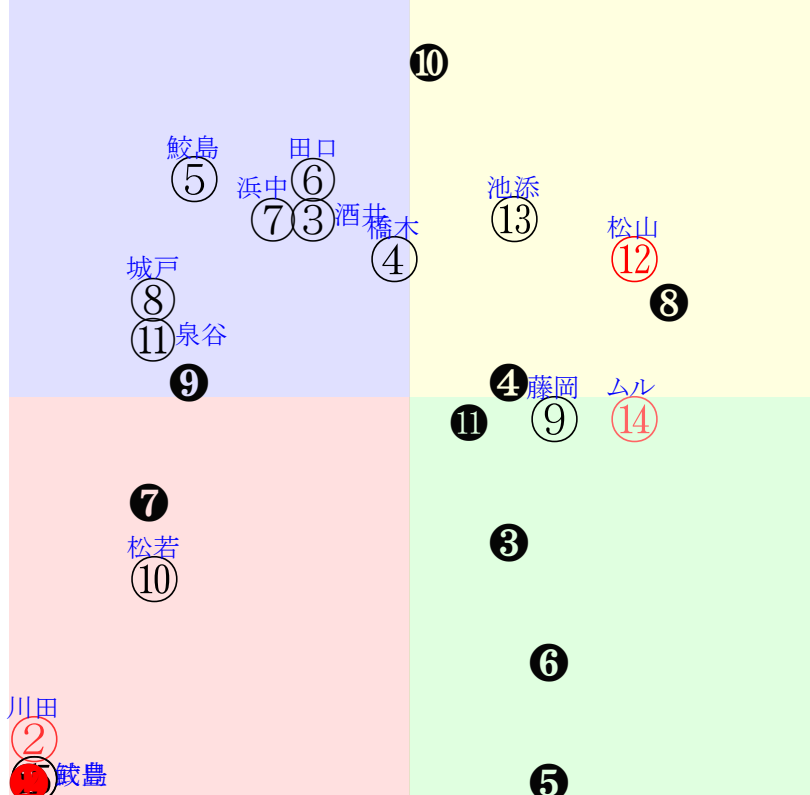 ❿
鮫島
⑤
田口
⑥
浜中
⑦
③
酒井
橋木
④
池添
⑬
松山
⑫
城戸
⑧
⑪
泉谷
❽
❾
❹
藤岡
⑨
ムル
⑭
⓫
❼
❸
松若
⑩
❻
川田
②
❺